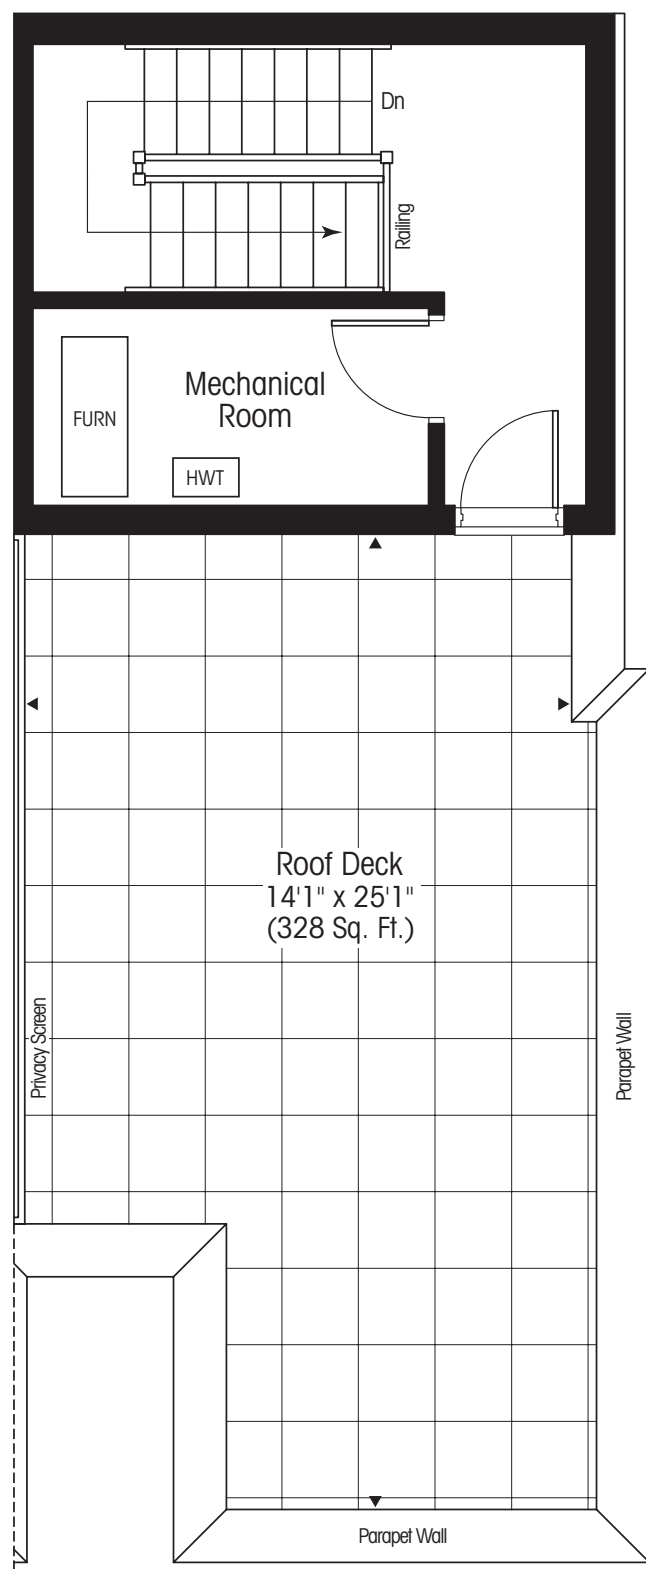 Dn
Railing
Mechanical
Room
FURN
HWT
Roof Deck
14'1" x 25'1"
(328 Sq. Ft.)
Privacy Screen
Parapet Wall
Parapet Wall